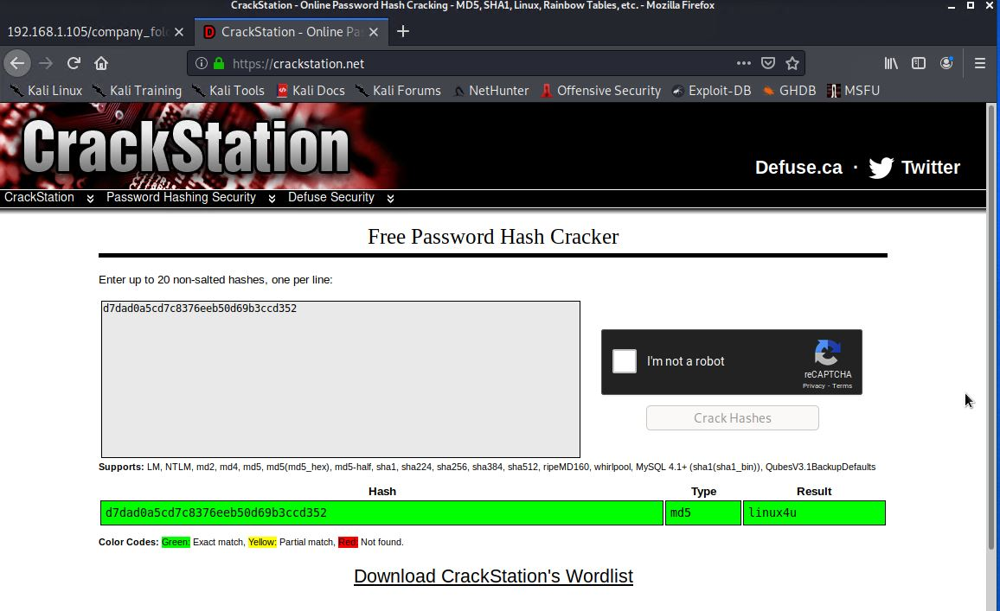 CrackStation - Online Password Hash Cracking - MD5, SHA1, Linux, Rainbow Tables, etc. - Mozilla Firefox
192.168.1.105/company_fol
CrackStation - Online Pa
https://crackstation.net
Kali Linux Kali Training Kali Tools Kali Docs Kali Forums NetHunter Offensive Security Exploit-DB GHDB MSFU
CrackStation
Defuse.ca · Twitter
CrackStation Password Hashing Security Defuse Security
Free Password Hash Cracker
Enter up to 20 non-salted hashes, one per line:
d7dad0a5cd7c8376eeb50d69b3ccd352
I'm not a robot
reCAPTCHA
Privacy - Terms
Crack Hashes
Supports: LM, NTLM, md2, md4, md5, md5(md5_hex), md5-half, sha1, sha224, sha256, sha384, sha512, ripeMD160, whirlpool, MySQL 4.1+ (sha1(sha1_bin)), QubesV3.1BackupDefaults
Hash Type Result
d7dad0a5cd7c8376eeb50d69b3ccd352 md5 linux4u
Color Codes: Green: Exact match, Yellow: Partial match, Red: Not found.
Download CrackStation's Wordlist